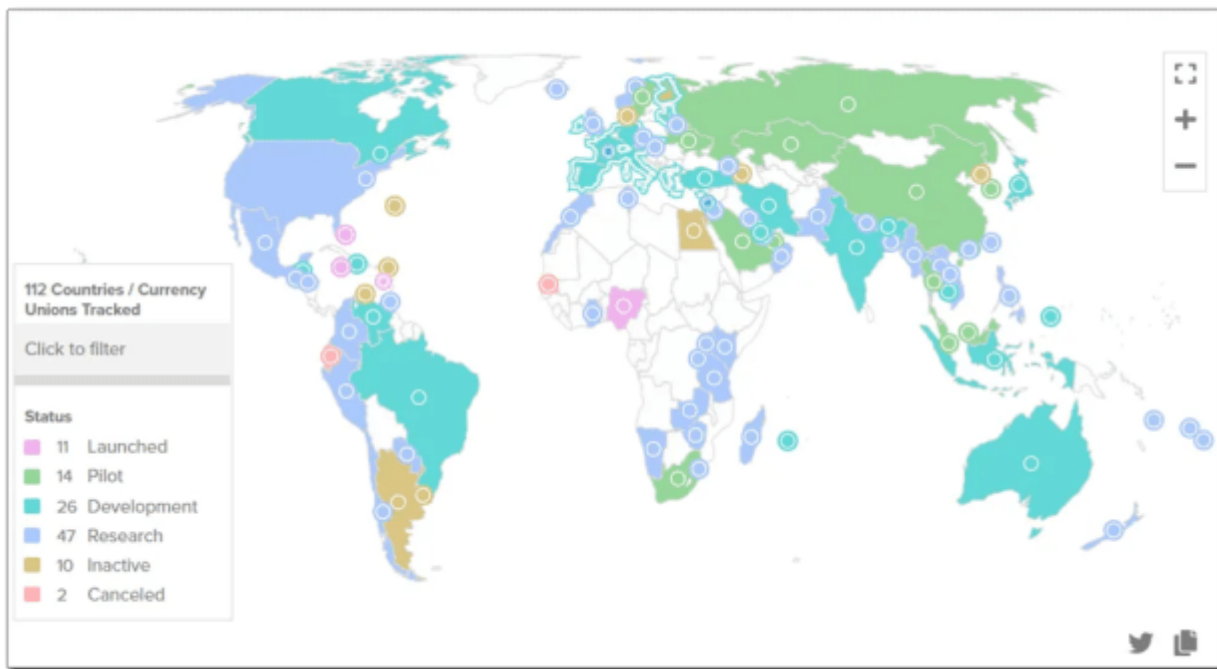 112 Countries / Currency
Unions Tracked
Click to filter
Status
11 Launched
14 Pilot
26 Development
47 Research
10 Inactive
2 Canceled